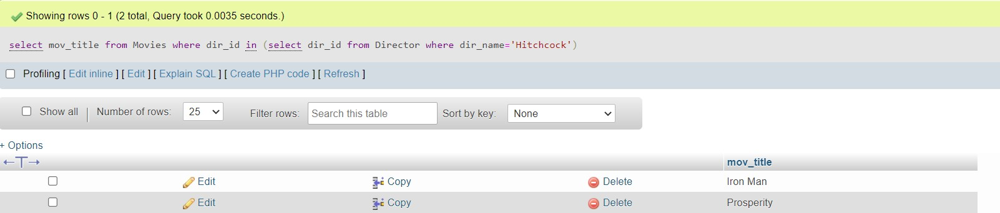 Showing rows 0 - 1 (2 total, Query took 0.0035 seconds.)
select mov_title from Movies where dir_id in (select dir_id from Director where dir_name='Hitchcock')
Profiling [ Edit inline ] [ Edit ] [ Explain SQL ] [ Create PHP code ] [ Refresh ]
Show all Number of rows: 25 Filter rows: Search this table Sort by key: None
+ Options
←T→ mov_title
Edit Copy Delete Iron Man
Edit Copy Delete Prosperity